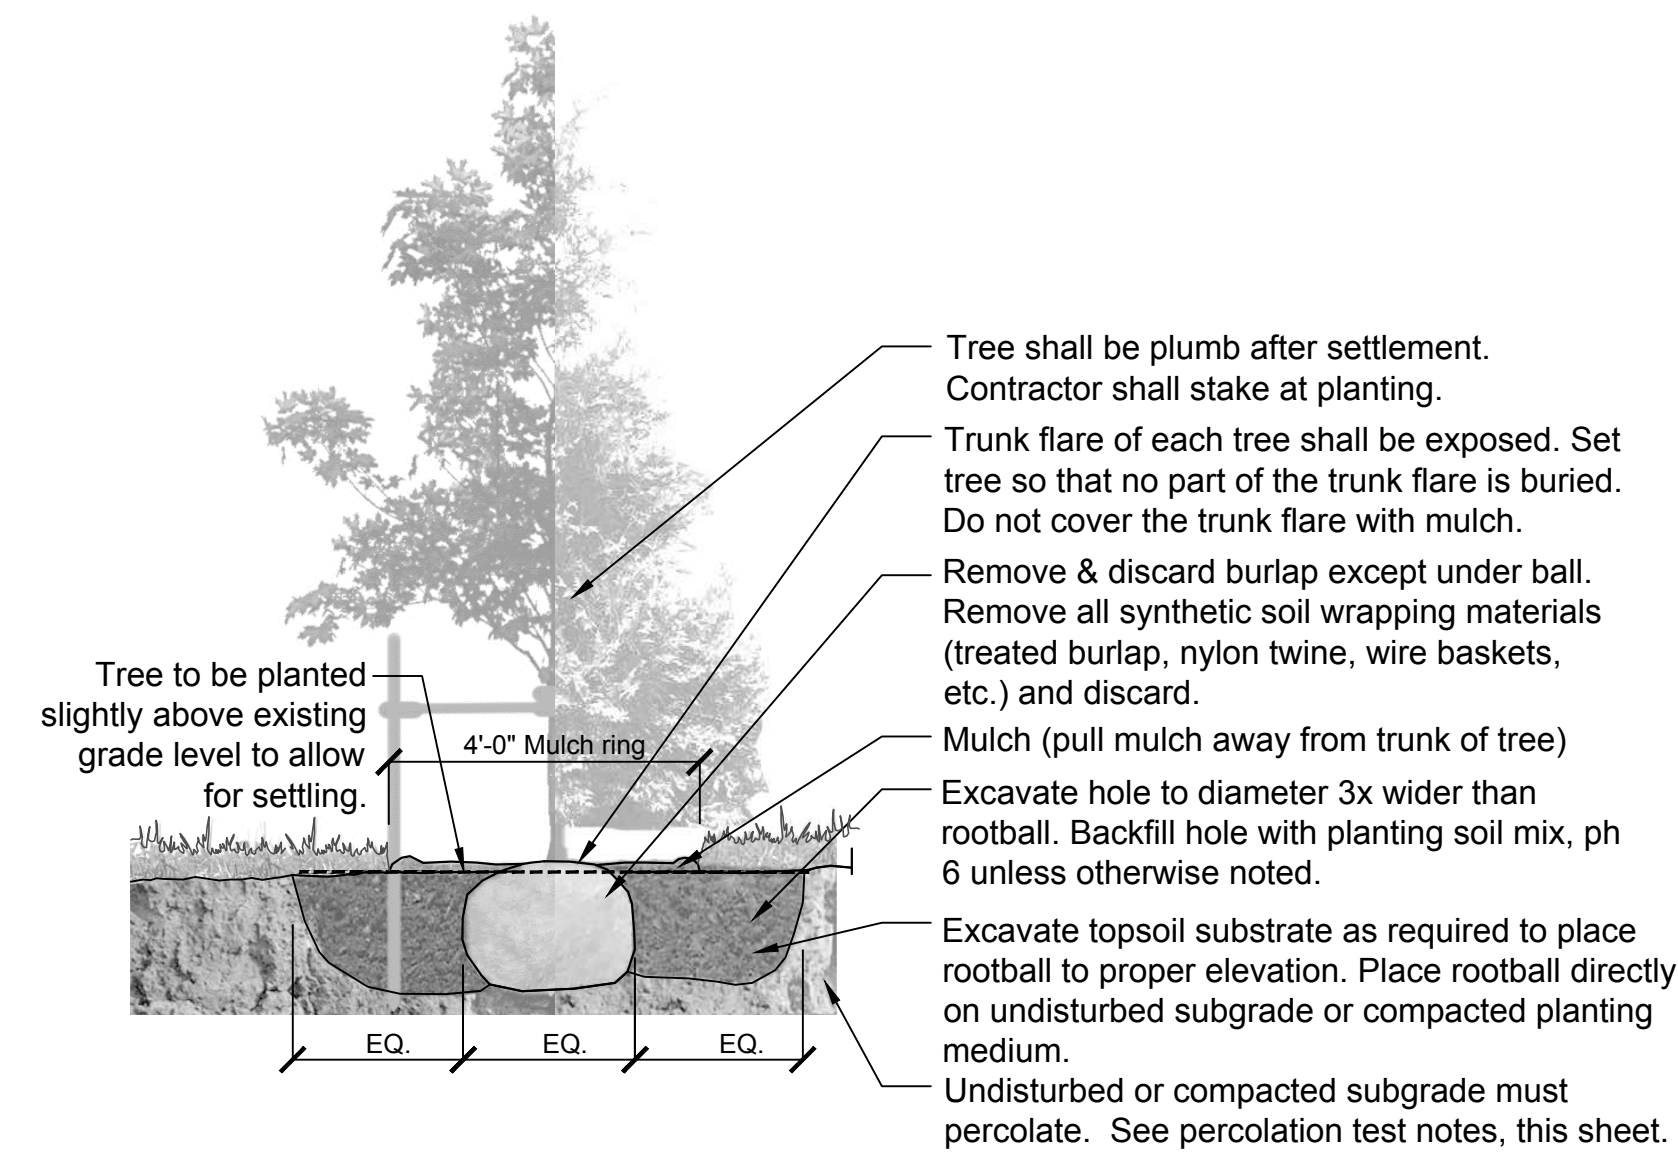 Tree shall be plumb after settlement.
Contractor shall stake at planting.
Trunk flare of each tree shall be exposed. Set
tree so that no part of the trunk flare is buried.
Do not cover the trunk flare with mulch.
Remove & discard burlap except under ball.
Remove all synthetic soil wrapping materials
(treated burlap, nylon twine, wire baskets,
etc.) and discard.
Tree to be planted
slightly above existing
grade level to allow
for settling.
4'-0" Mulch ring
Mulch (pull mulch away from trunk of tree)
Excavate hole to diameter 3x wider than
rootball. Backfill hole with planting soil mix, ph
6 unless otherwise noted.
Excavate topsoil substrate as required to place
rootball to proper elevation. Place rootball directly
on undisturbed subgrade or compacted planting
medium.
EQ. EQ. EQ.
Undisturbed or compacted subgrade must
percolate.  See percolation test notes, this sheet.